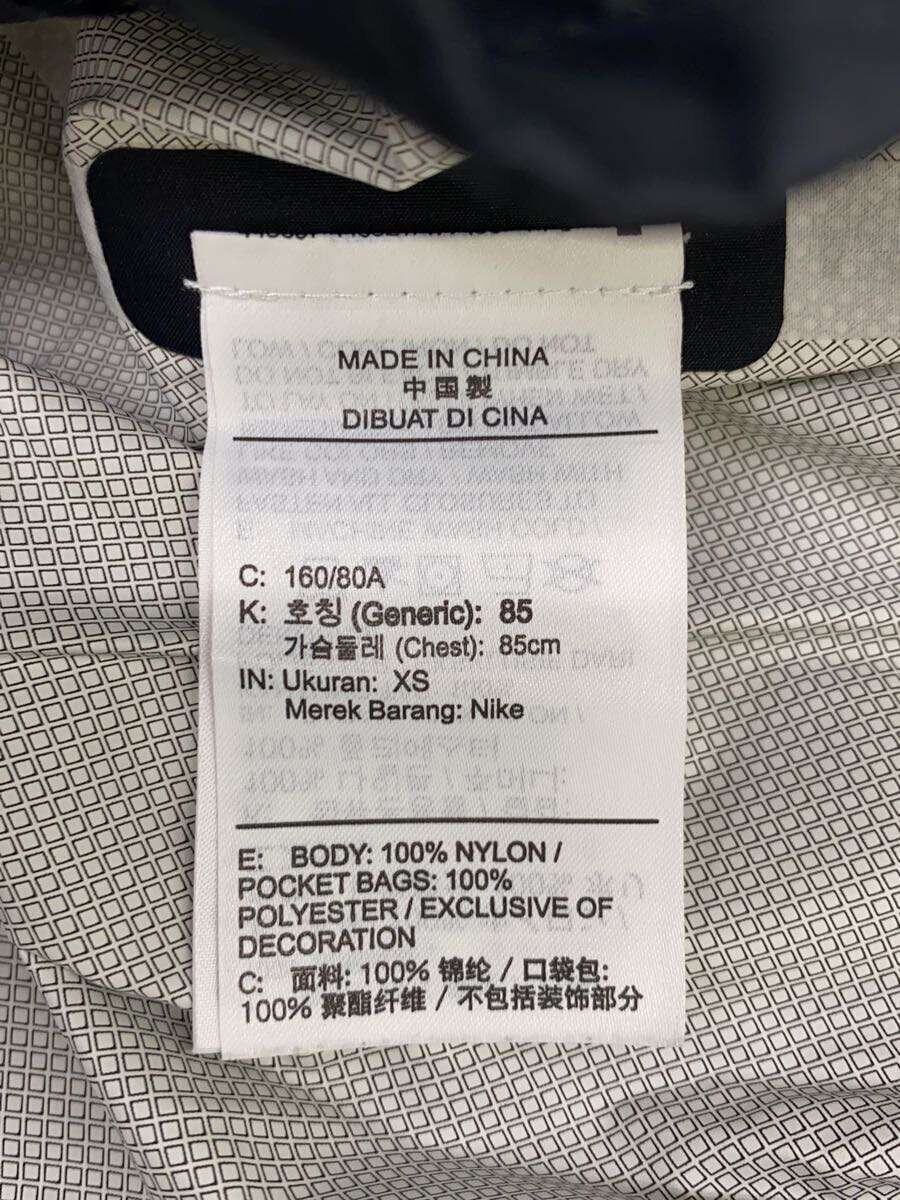 MADE IN CHINA
中国製
DIBUAT DI CINA
C: 160/80A
K: 호칭 (Generic): 85
가슴둘레 (Chest): 85cm
IN: Ukuran: XS
Merek Barang: Nike
E: BODY: 100% NYLON /
POCKET BAGS: 100%
POLYESTER / EXCLUSIVE OF
DECORATION
C: 面料: 100% 锦纶 / 口袋包:
100% 聚酯纤维 / 不包括装饰部分